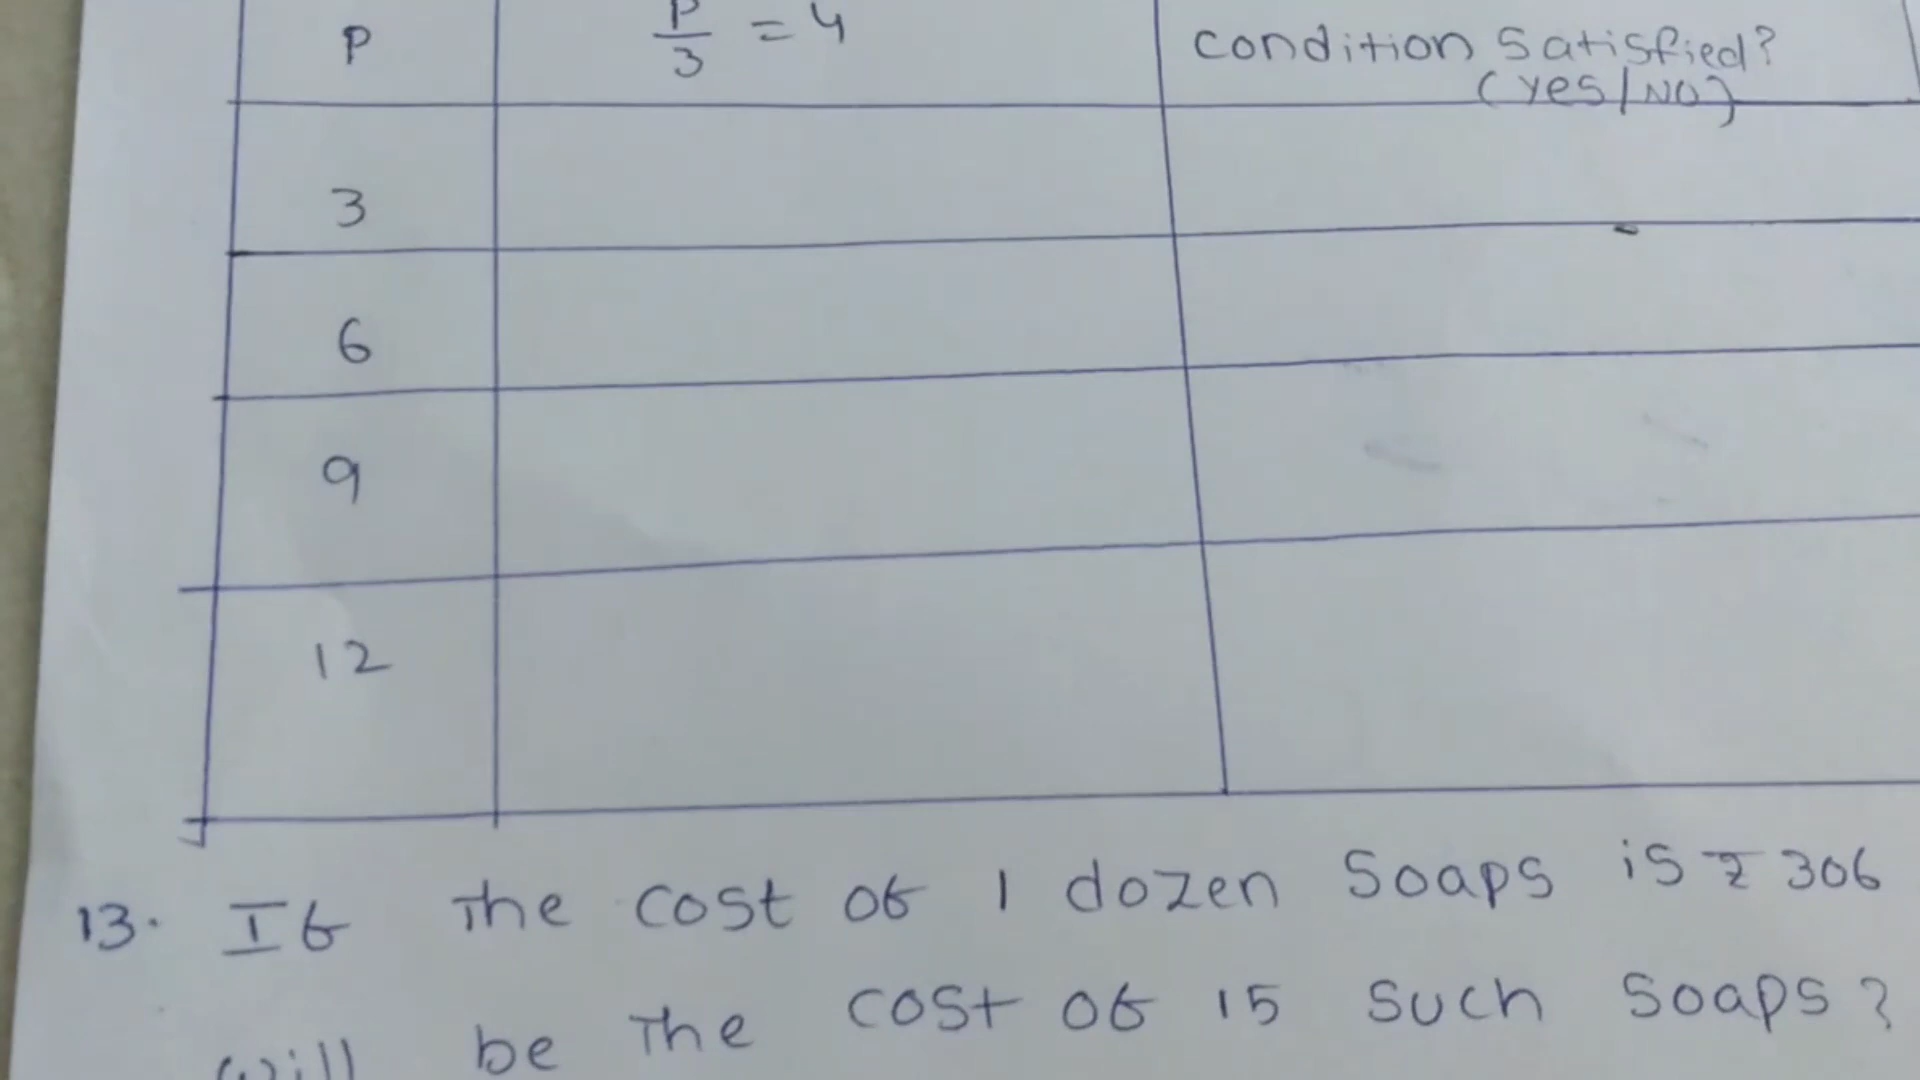 P
P/3 = 4
condition Satisfied?
(Yes/No)
3
6
9
12
13. If The cost of 1 dozen Soaps is ₹ 306
will be The cost of 15 such Soaps?